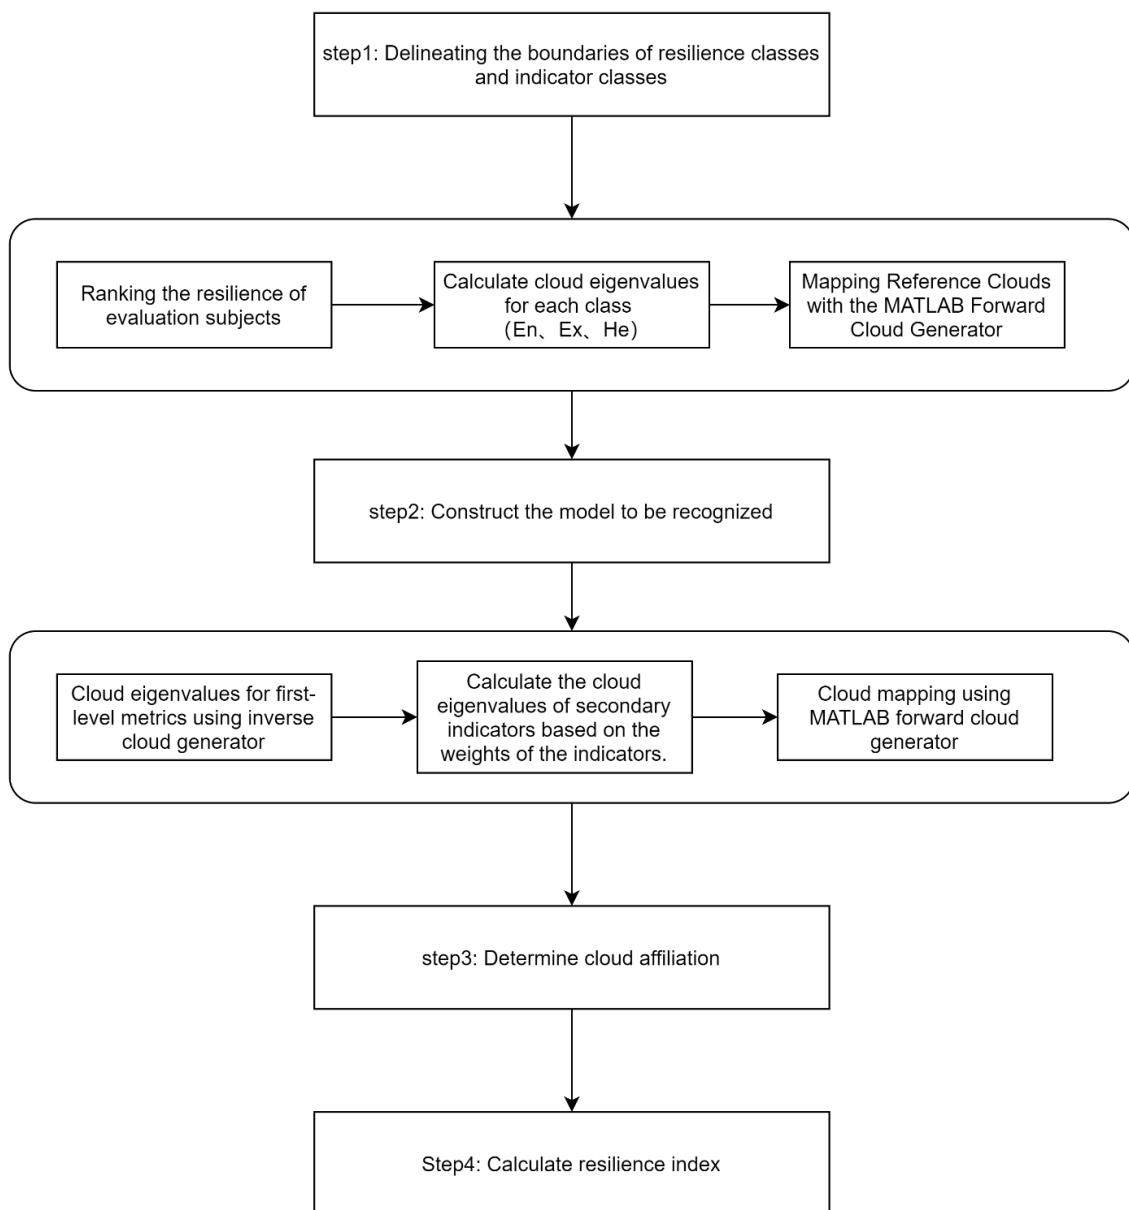 step1: Delineating the boundaries of resilience classes
and indicator classes
Ranking the resilience of
evaluation subjects
Calculate cloud eigenvalues
for each class
（En、Ex、He）
Mapping Reference Clouds
with the MATLAB Forward
Cloud Generator
step2: Construct the model to be recognized
Cloud eigenvalues for first-
level metrics using inverse
cloud generator
Calculate the cloud
eigenvalues of secondary
indicators based on the
weights of the indicators.
Cloud mapping using
MATLAB forward cloud
generator
step3: Determine cloud affiliation
Step4: Calculate resilience index